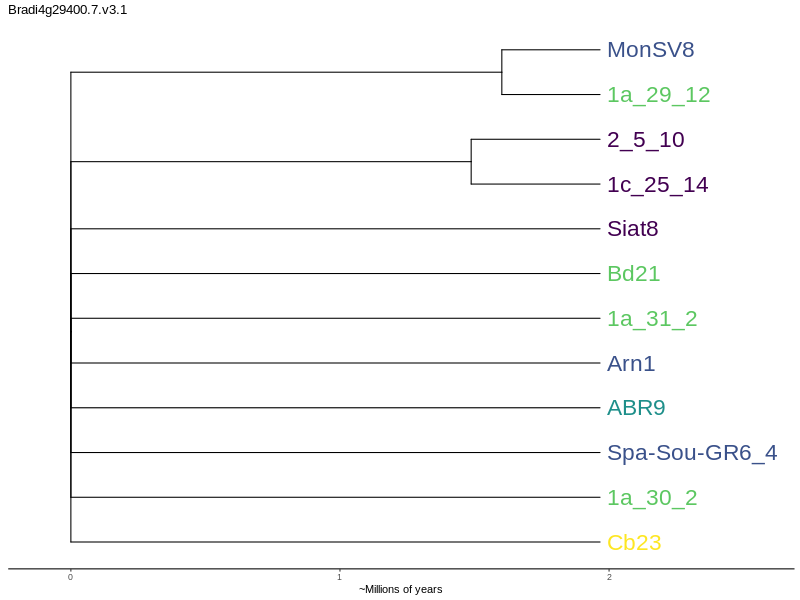 Bradi4g29400.7.v3.1
MonSV8
1a_29_12
2_5_10
1c_25_14
Siat8
Bd21
1a_31_2
Arn1
ABR9
Spa-Sou-GR6_4
1a_30_2
Cb23
0 1 2
~Millions of years